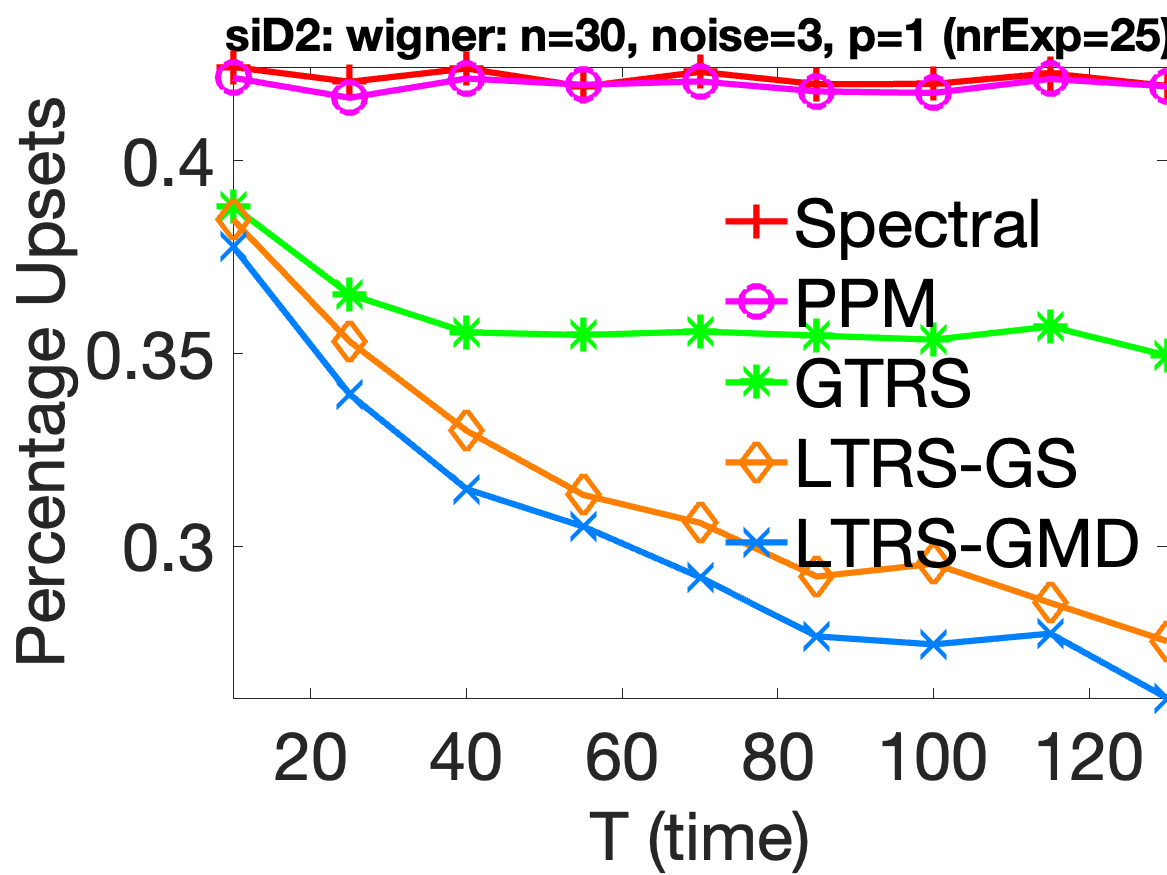 siD2: wigner: n=30, noise=3, p=1 (nrExp=25)
Percentage Upsets
0.4
0.35
0.3
Spectral
PPM
GTRS
LTRS-GS
LTRS-GMD
20 40 60 80 100 120
T (time)